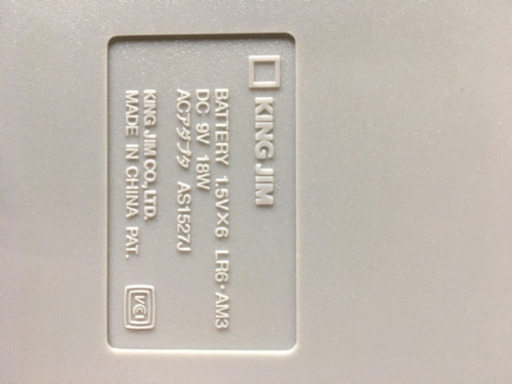 KING JIM
BATTERY 1.5V×6 LR6・AM3
DC 9V 18W
ACアダプタ AS1527J
KING JIM CO.,LTD.
MADE IN CHINA PAT.
VCI